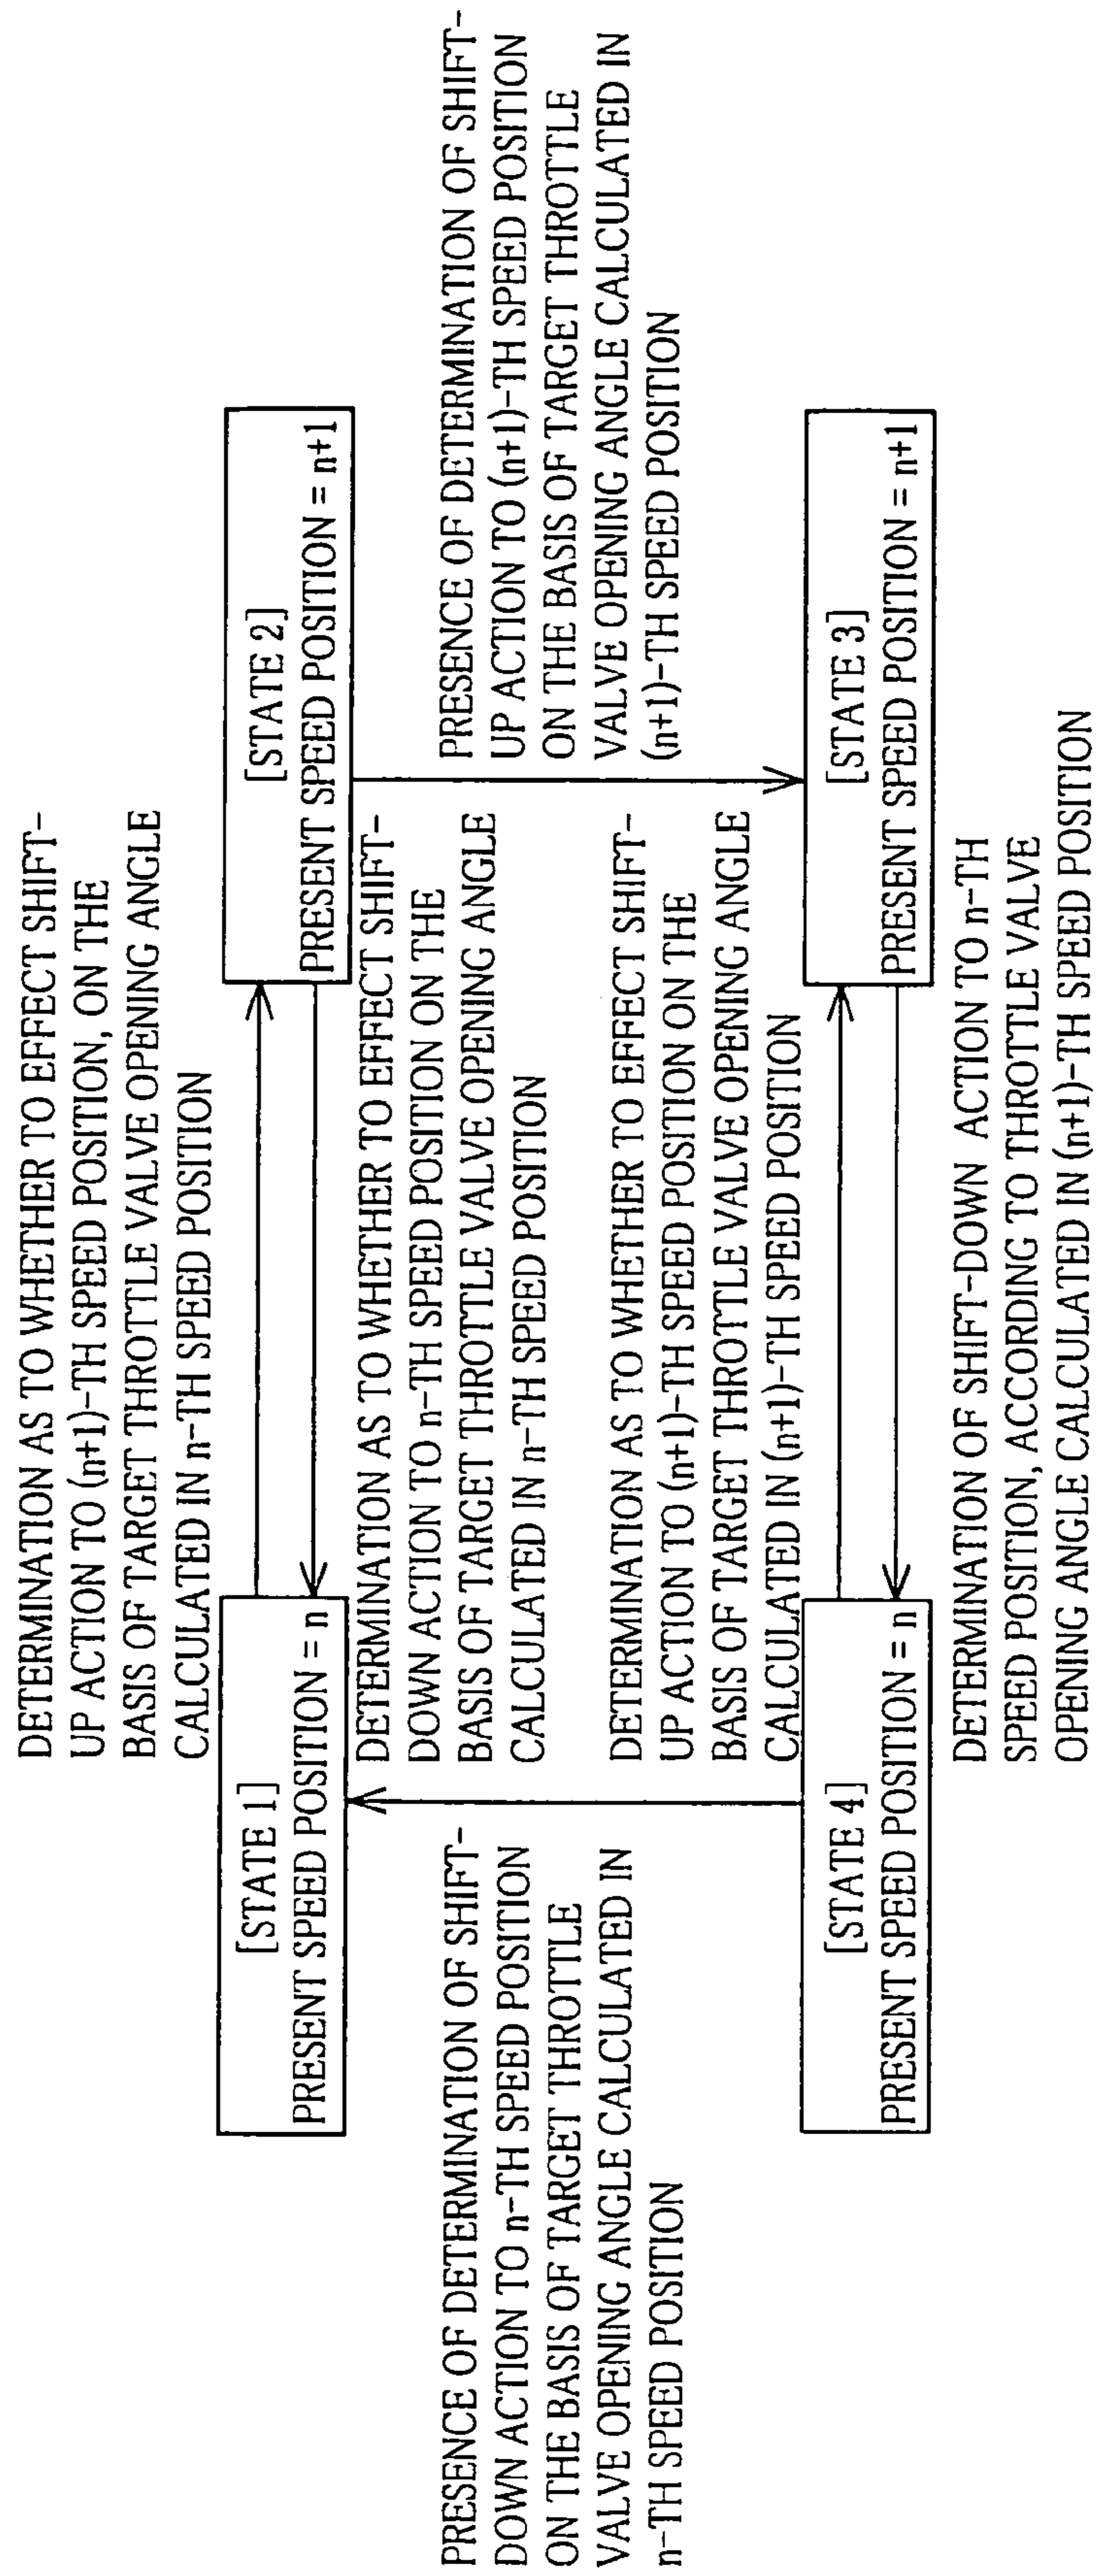 DETERMINATION AS TO WHETHER TO EFFECT SHIFT-
UP ACTION TO (n+1)-TH SPEED POSITION, ON THE
BASIS OF TARGET THROTTLE VALVE OPENING ANGLE
CALCULATED IN n-TH SPEED POSITION
[STATE 1]
PRESENT SPEED POSITION = n
[STATE 2]
PRESENT SPEED POSITION = n+1
DETERMINATION AS TO WHETHER TO EFFECT SHIFT-
DOWN ACTION TO n-TH SPEED POSITION ON THE
BASIS OF TARGET THROTTLE VALVE OPENING ANGLE
CALCULATED IN n-TH SPEED POSITION
PRESENCE OF DETERMINATION OF SHIFT-
DOWN ACTION TO n-TH SPEED POSITION
ON THE BASIS OF TARGET THROTTLE
VALVE OPENING ANGLE CALCULATED IN
n-TH SPEED POSITION
PRESENCE OF DETERMINATION OF SHIFT-
UP ACTION TO (n+1)-TH SPEED POSITION
ON THE BASIS OF TARGET THROTTLE
VALVE OPENING ANGLE CALCULATED IN
(n+1)-TH SPEED POSITION
DETERMINATION AS TO WHETHER TO EFFECT SHIFT-
UP ACTION TO (n+1)-TH SPEED POSITION ON THE
BASIS OF TARGET THROTTLE VALVE OPENING ANGLE
CALCULATED IN (n+1)-TH SPEED POSITION
[STATE 4]
PRESENT SPEED POSITION = n
[STATE 3]
PRESENT SPEED POSITION = n+1
DETERMINATION OF SHIFT-DOWN ACTION TO n-TH
SPEED POSITION, ACCORDING TO THROTTLE VALVE
OPENING ANGLE CALCULATED IN (n+1)-TH SPEED POSITION